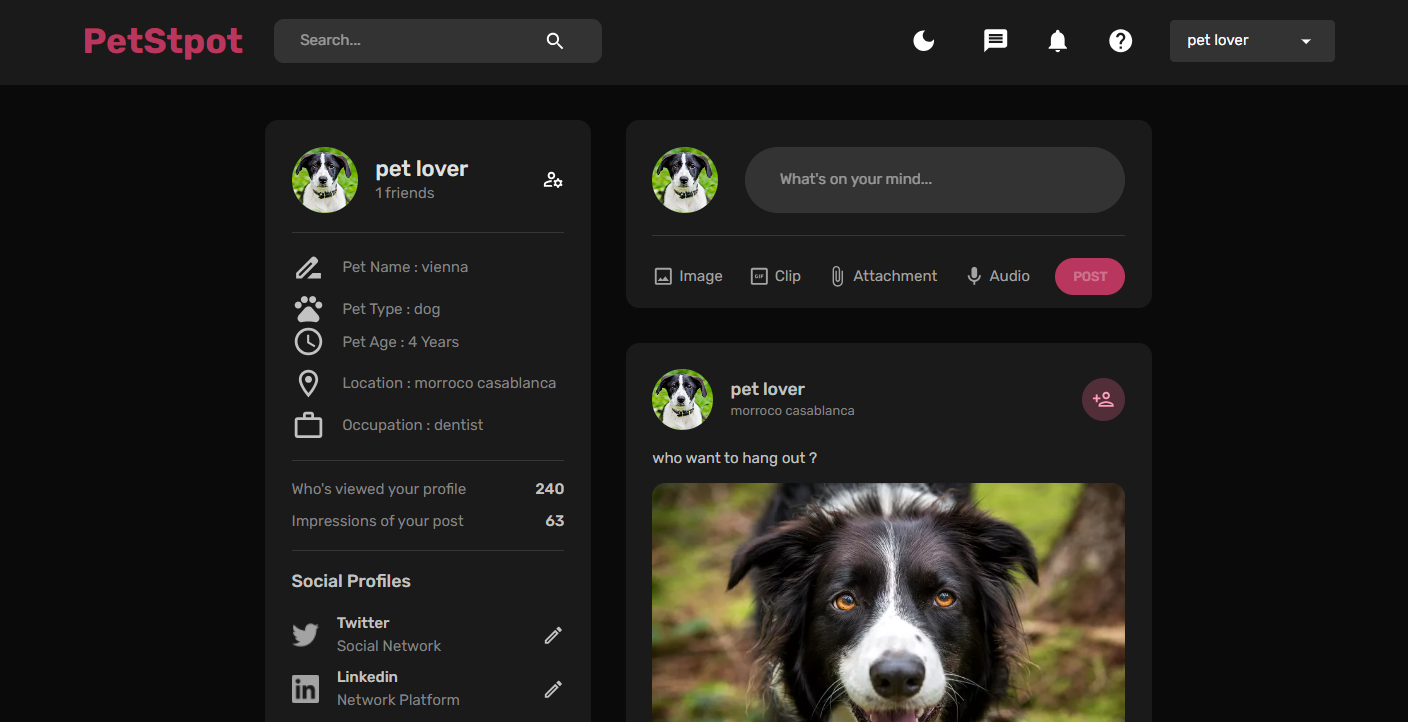 PetStpot
Search...
pet lover
pet lover
1 friends
Pet Name : vienna
Pet Type : dog
Pet Age : 4 Years
Location : morroco casablanca
Occupation : dentist
Who's viewed your profile 240
Impressions of your post 63
Social Profiles
Twitter
Social Network
Linkedin
Network Platform
What's on your mind...
Image GIF Clip Attachment Audio POST
pet lover
morroco casablanca
who want to hang out ?